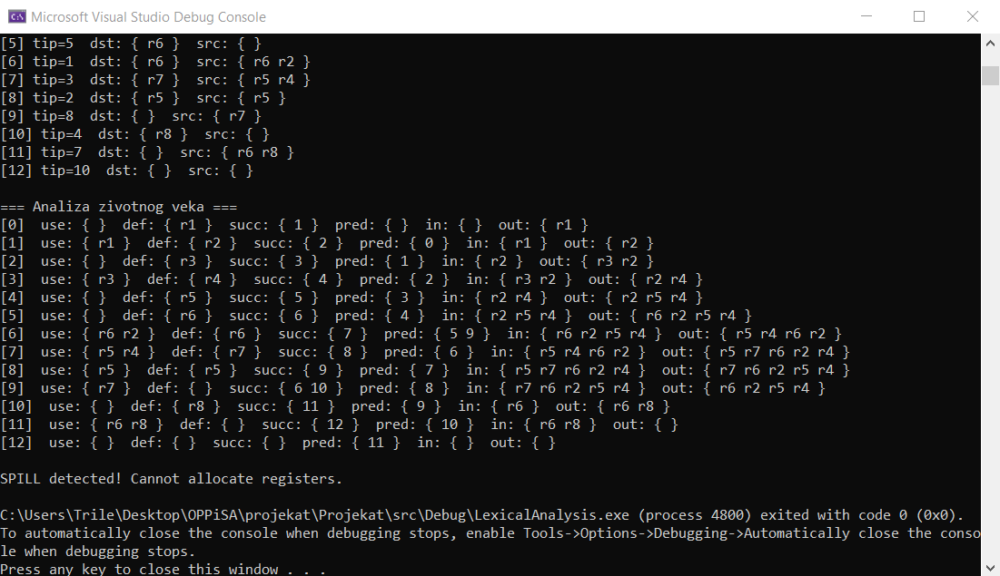 Microsoft Visual Studio Debug Console
[5] tip=5  dst: { r6 }  src: { }
[6] tip=1  dst: { r6 }  src: { r6 r2 }
[7] tip=3  dst: { r7 }  src: { r5 r4 }
[8] tip=2  dst: { r5 }  src: { r5 }
[9] tip=8  dst: { }  src: { r7 }
[10] tip=4  dst: { r8 }  src: { }
[11] tip=7  dst: { }  src: { r6 r8 }
[12] tip=10  dst: { }  src: { }
=== Analiza zivotnog veka ===
[0]  use: { }  def: { r1 }  succ: { 1 }  pred: { }  in: { }  out: { r1 }
[1]  use: { r1 }  def: { r2 }  succ: { 2 }  pred: { 0 }  in: { r1 }  out: { r2 }
[2]  use: { }  def: { r3 }  succ: { 3 }  pred: { 1 }  in: { r2 }  out: { r3 r2 }
[3]  use: { r3 }  def: { r4 }  succ: { 4 }  pred: { 2 }  in: { r3 r2 }  out: { r2 r4 }
[4]  use: { }  def: { r5 }  succ: { 5 }  pred: { 3 }  in: { r2 r4 }  out: { r2 r5 r4 }
[5]  use: { }  def: { r6 }  succ: { 6 }  pred: { 4 }  in: { r2 r5 r4 }  out: { r6 r2 r5 r4 }
[6]  use: { r6 r2 }  def: { r6 }  succ: { 7 }  pred: { 5 9 }  in: { r6 r2 r5 r4 }  out: { r5 r4 r6 r2 }
[7]  use: { r5 r4 }  def: { r7 }  succ: { 8 }  pred: { 6 }  in: { r5 r4 r6 r2 }  out: { r5 r7 r6 r2 r4 }
[8]  use: { r5 }  def: { r5 }  succ: { 9 }  pred: { 7 }  in: { r5 r7 r6 r2 r4 }  out: { r7 r6 r2 r5 r4 }
[9]  use: { r7 }  def: { }  succ: { 6 10 }  pred: { 8 }  in: { r7 r6 r2 r5 r4 }  out: { r6 r2 r5 r4 }
[10]  use: { }  def: { r8 }  succ: { 11 }  pred: { 9 }  in: { r6 }  out: { r6 r8 }
[11]  use: { r6 r8 }  def: { }  succ: { 12 }  pred: { 10 }  in: { r6 r8 }  out: { }
[12]  use: { }  def: { }  succ: { }  pred: { 11 }  in: { }  out: { }
SPILL detected! Cannot allocate registers.
C:\Users\Trile\Desktop\OPPiSA\projekat\Projekat\src\Debug\LexicalAnalysis.exe (process 4800) exited with code 0 (0x0).
To automatically close the console when debugging stops, enable Tools->Options->Debugging->Automatically close the conso
le when debugging stops.
Press any key to close this window . . .